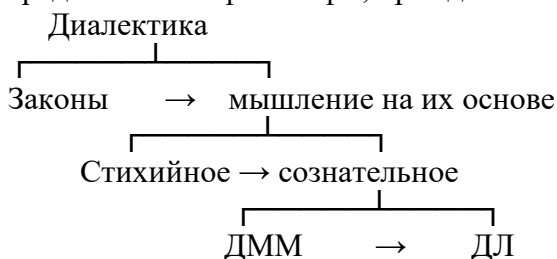 Диалектика
Законы → мышление на их основе
Стихийное → сознательное
ДММ → ДЛ